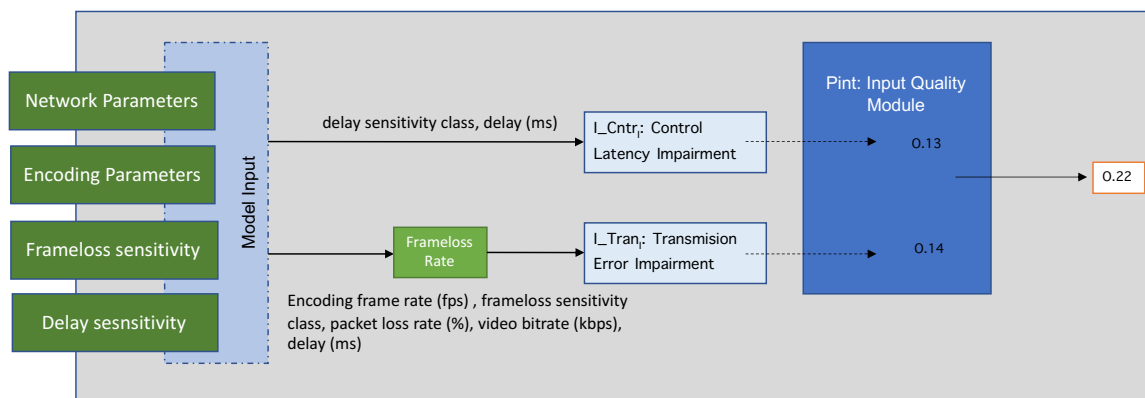 Network Parameters
Encoding Parameters
Frameloss sensitivity
Delay sesnsitivity
Model Input
delay sensitivity class, delay (ms)
Frameloss
Rate
Encoding frame rate (fps) , frameloss sensitivity
class, packet loss rate (%), video bitrate (kbps),
delay (ms)
I_Cntrᵢ: Control
Latency Impairment
I_Tranᵢ: Transmision
Error Impairment
Pint: Input Quality
Module
0.13
0.14
0.22